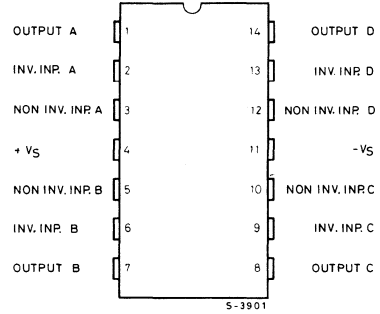 OUTPUT A 1 14 OUTPUT D
INV. INP. A 2 13 INV. INP. D
NON INV. INP. A 3 12 NON INV. INP. D
+ VS 4 11 -VS
NON INV. INP. B 5 10 NON INV. INP. C
INV. INP. B 6 9 INV. INP. C
OUTPUT B 7 8 OUTPUT C
S-3901